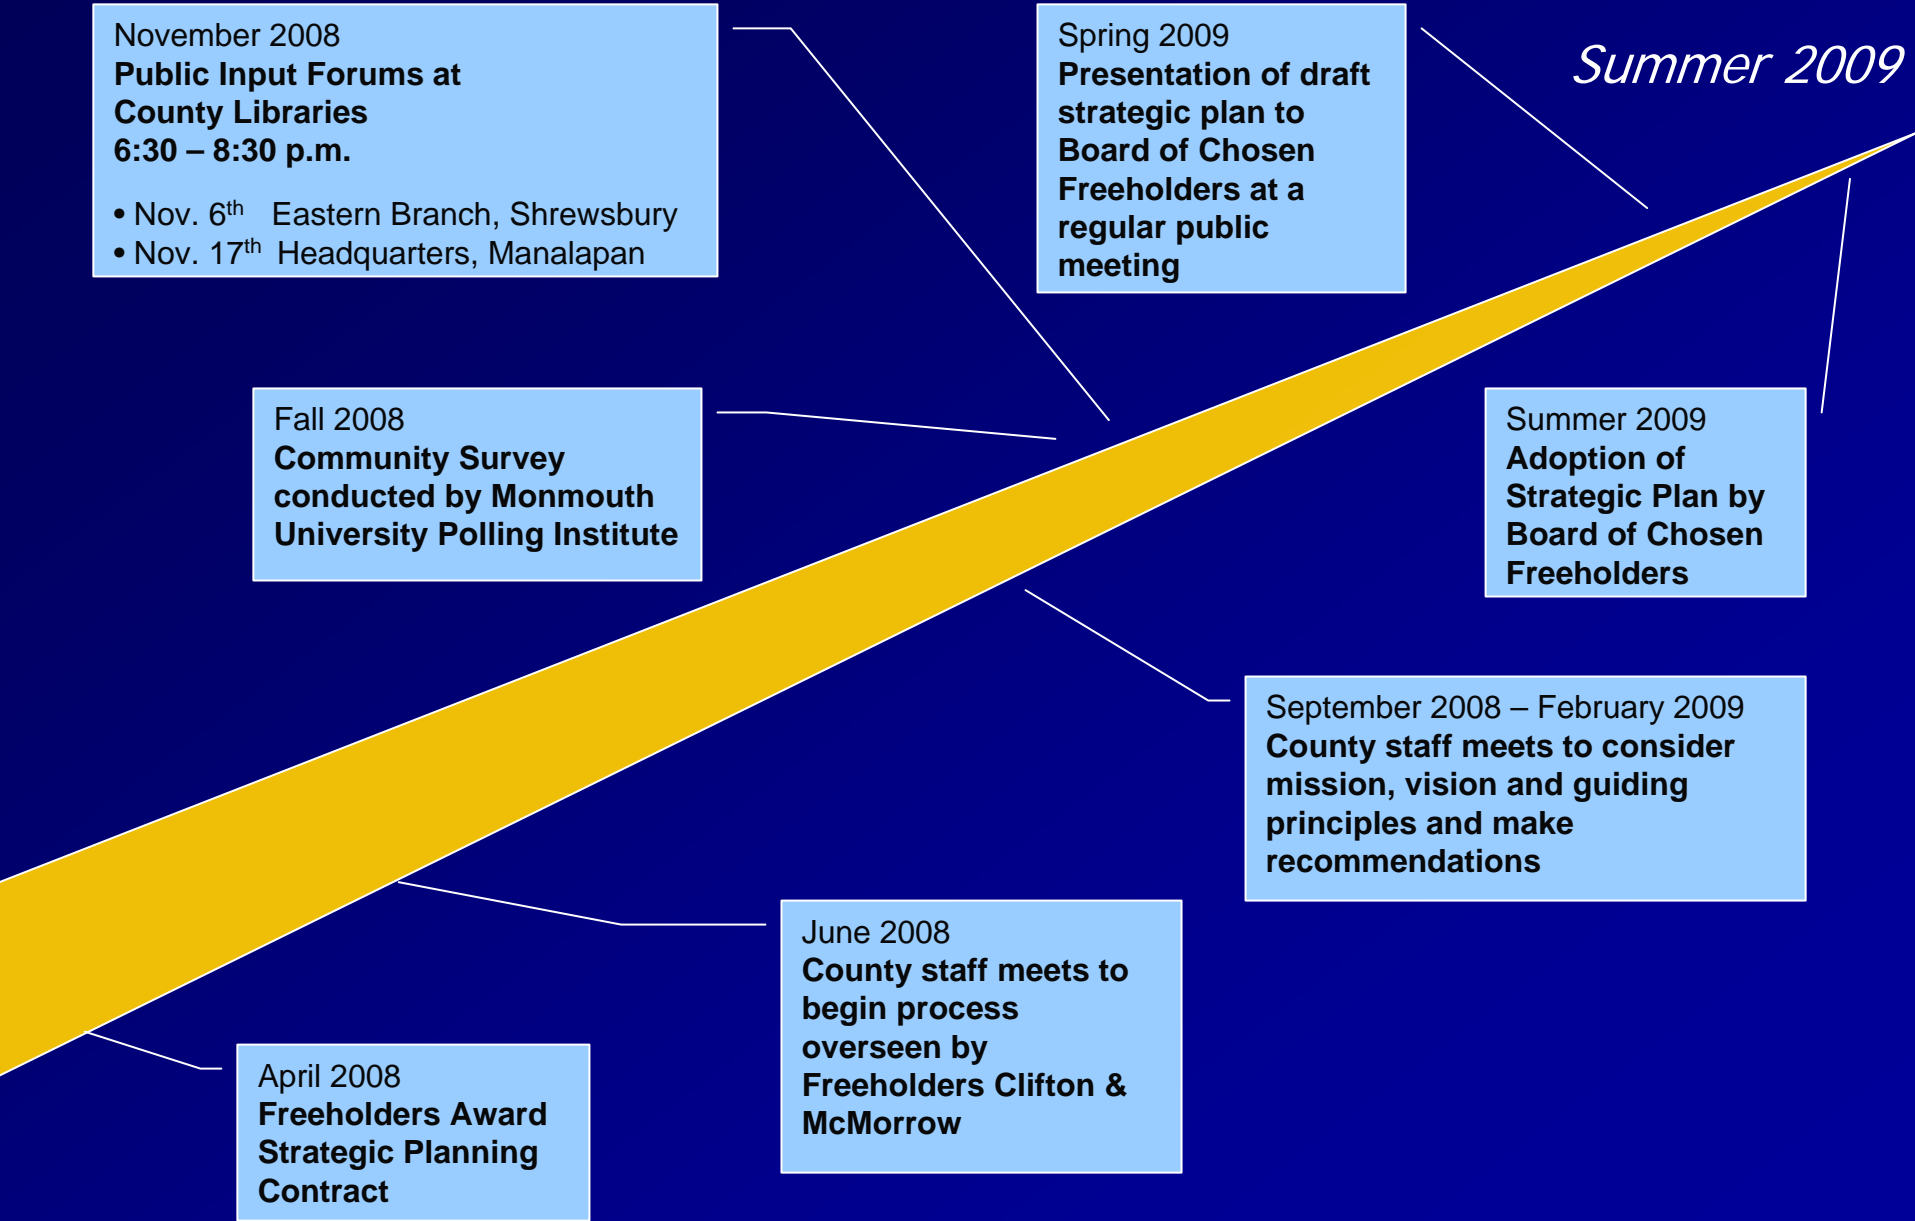 November 2008
Public Input Forums at
County Libraries
6:30 – 8:30 p.m.
• Nov. 6th Eastern Branch, Shrewsbury
• Nov. 17th Headquarters, Manalapan
Spring 2009
Presentation of draft
strategic plan to
Board of Chosen
Freeholders at a
regular public
meeting
Summer 2009
Fall 2008
Community Survey
conducted by Monmouth
University Polling Institute
Summer 2009
Adoption of
Strategic Plan by
Board of Chosen
Freeholders
September 2008 – February 2009
County staff meets to consider
mission, vision and guiding
principles and make
recommendations
June 2008
County staff meets to
begin process
overseen by
Freeholders Clifton &
McMorrow
April 2008
Freeholders Award
Strategic Planning
Contract